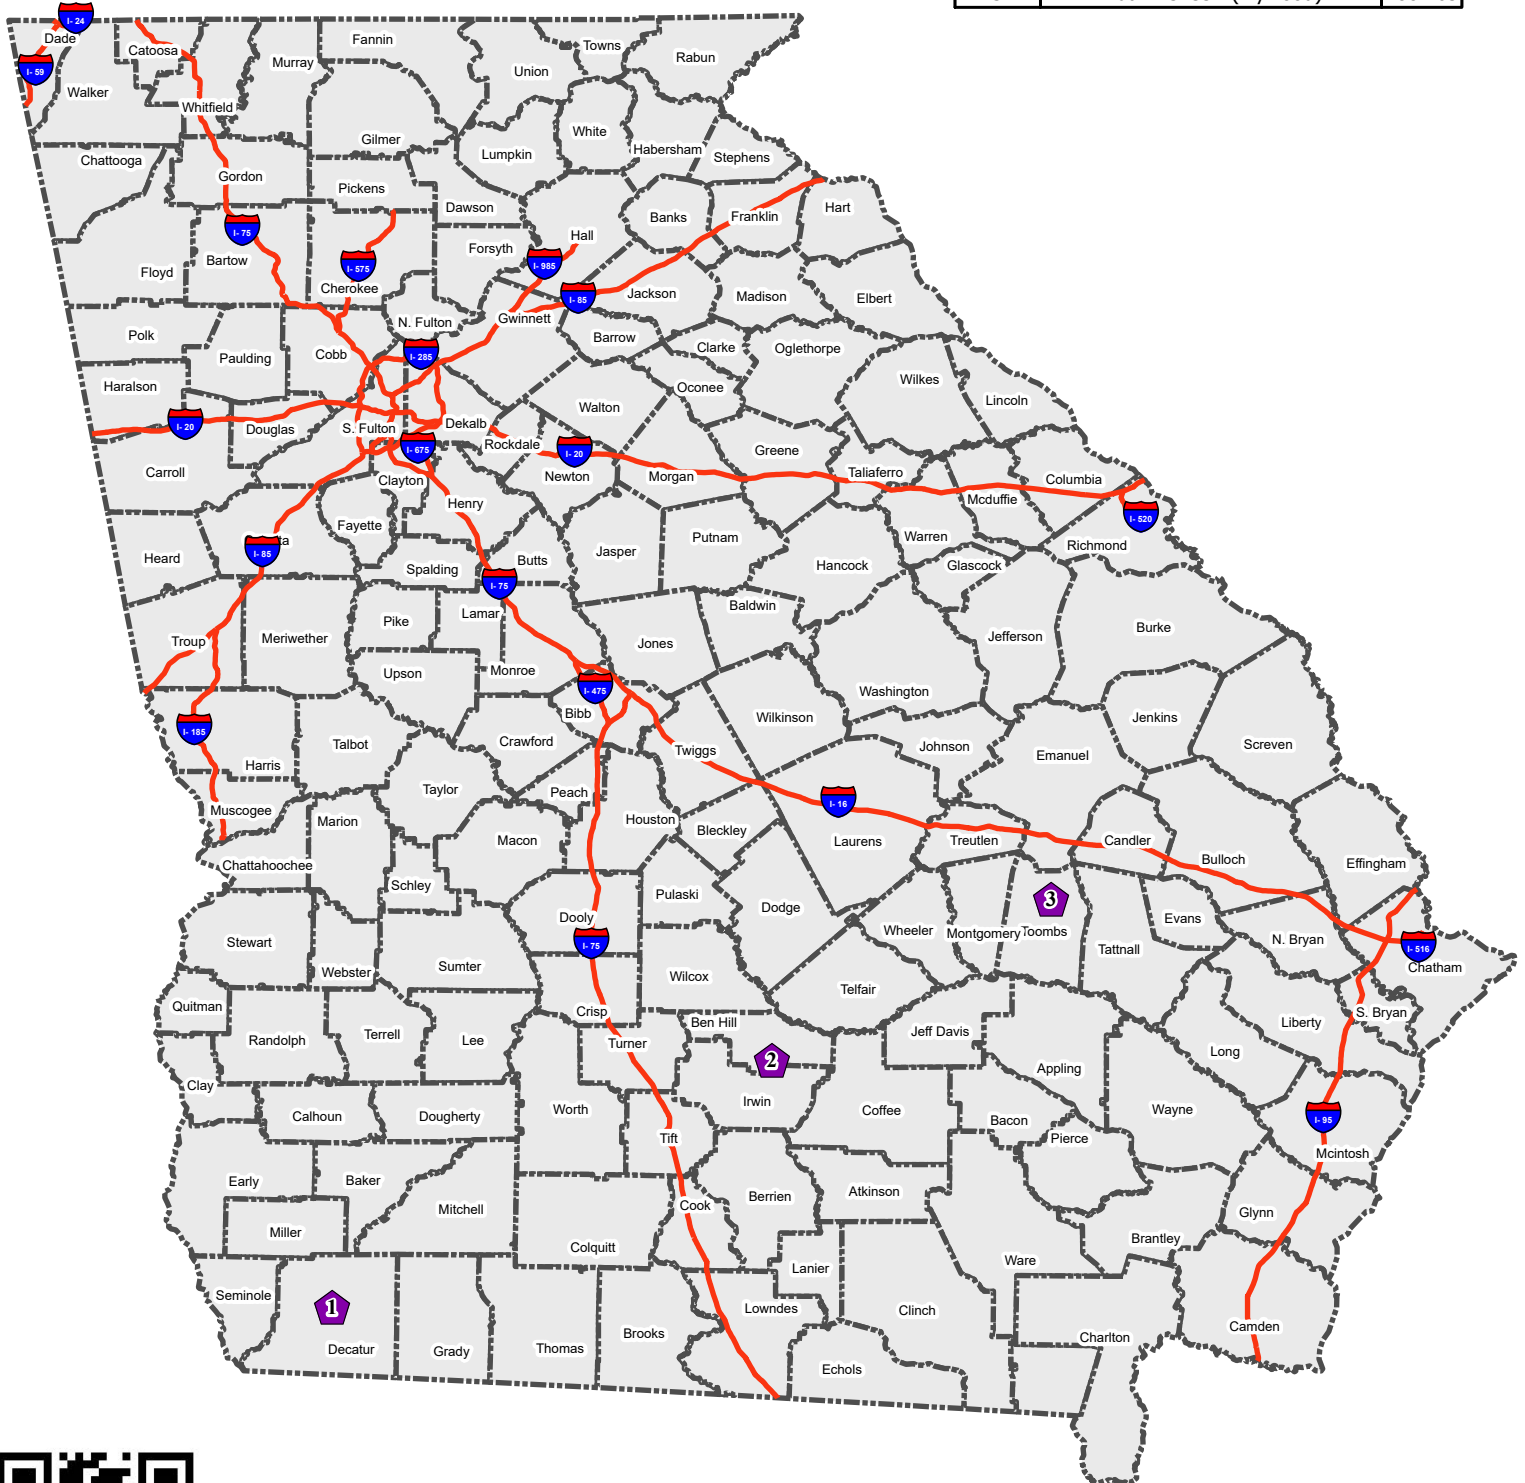 I- 24
Dade
Catoosa
Fannin
Towns
Union
Rabun
Murray
I- 59
Walker
Whitfield
White
Gilmer
Habersham
Lumpkin
Stephens
Chattooga
Gordon
Pickens
Dawson
Banks
Franklin
Hart
I- 75
Hall
Forsyth
Bartow
I- 575
I- 985
Floyd
Cherokee
I- 85
Jackson
Madison
Elbert
N. Fulton
Gwinnett
Polk
Barrow
Clarke
Oglethorpe
Paulding
Cobb
I- 285
Haralson
Oconee
Wilkes
Lincoln
Walton
I- 20
Douglas
S. Fulton
Dekalb
Rockdale
I- 675
I- 20
Greene
Carroll
Clayton
Newton
Morgan
Taliaferro
Columbia
Mcduffie
Henry
I- 520
Fayette
ta
I- 85
Heard
Jasper
Putnam
Warren
Richmond
Spalding
Butts
Hancock
Glascock
I- 75
Baldwin
Lamar
Pike
Troup
Meriwether
Jones
Jefferson
Burke
Upson
Monroe
I- 475
Washington
Bibb
Wilkinson
Jenkins
I- 185
Talbot
Crawford
Twiggs
Johnson
Emanuel
Screven
Harris
Taylor
Peach
I- 16
Muscogee
Marion
Macon
Houston
Bleckley
Laurens
Treutlen
Candler
Bulloch
Effingham
Chattahoochee
Schley
Pulaski
3
Dodge
Dooly
Evans
Wheeler
Montgomery
Toombs
Tattnall
N. Bryan
I- 516
Stewart
I- 75
Webster
Sumter
Wilcox
Chatham
Telfair
Quitman
Crisp
Ben Hill
Jeff Davis
Liberty
S. Bryan
Randolph
Terrell
Lee
Turner
2
Long
Appling
Clay
Irwin
Calhoun
Dougherty
Worth
Coffee
Bacon
Wayne
I- 95
Tift
Pierce
Mcintosh
Early
Baker
Berrien
Atkinson
Cook
Mitchell
Glynn
Miller
Colquitt
Brantley
Ware
Lanier
Seminole
1
Lowndes
Clinch
Camden
Brooks
Charlton
Decatur
Grady
Thomas
Echols